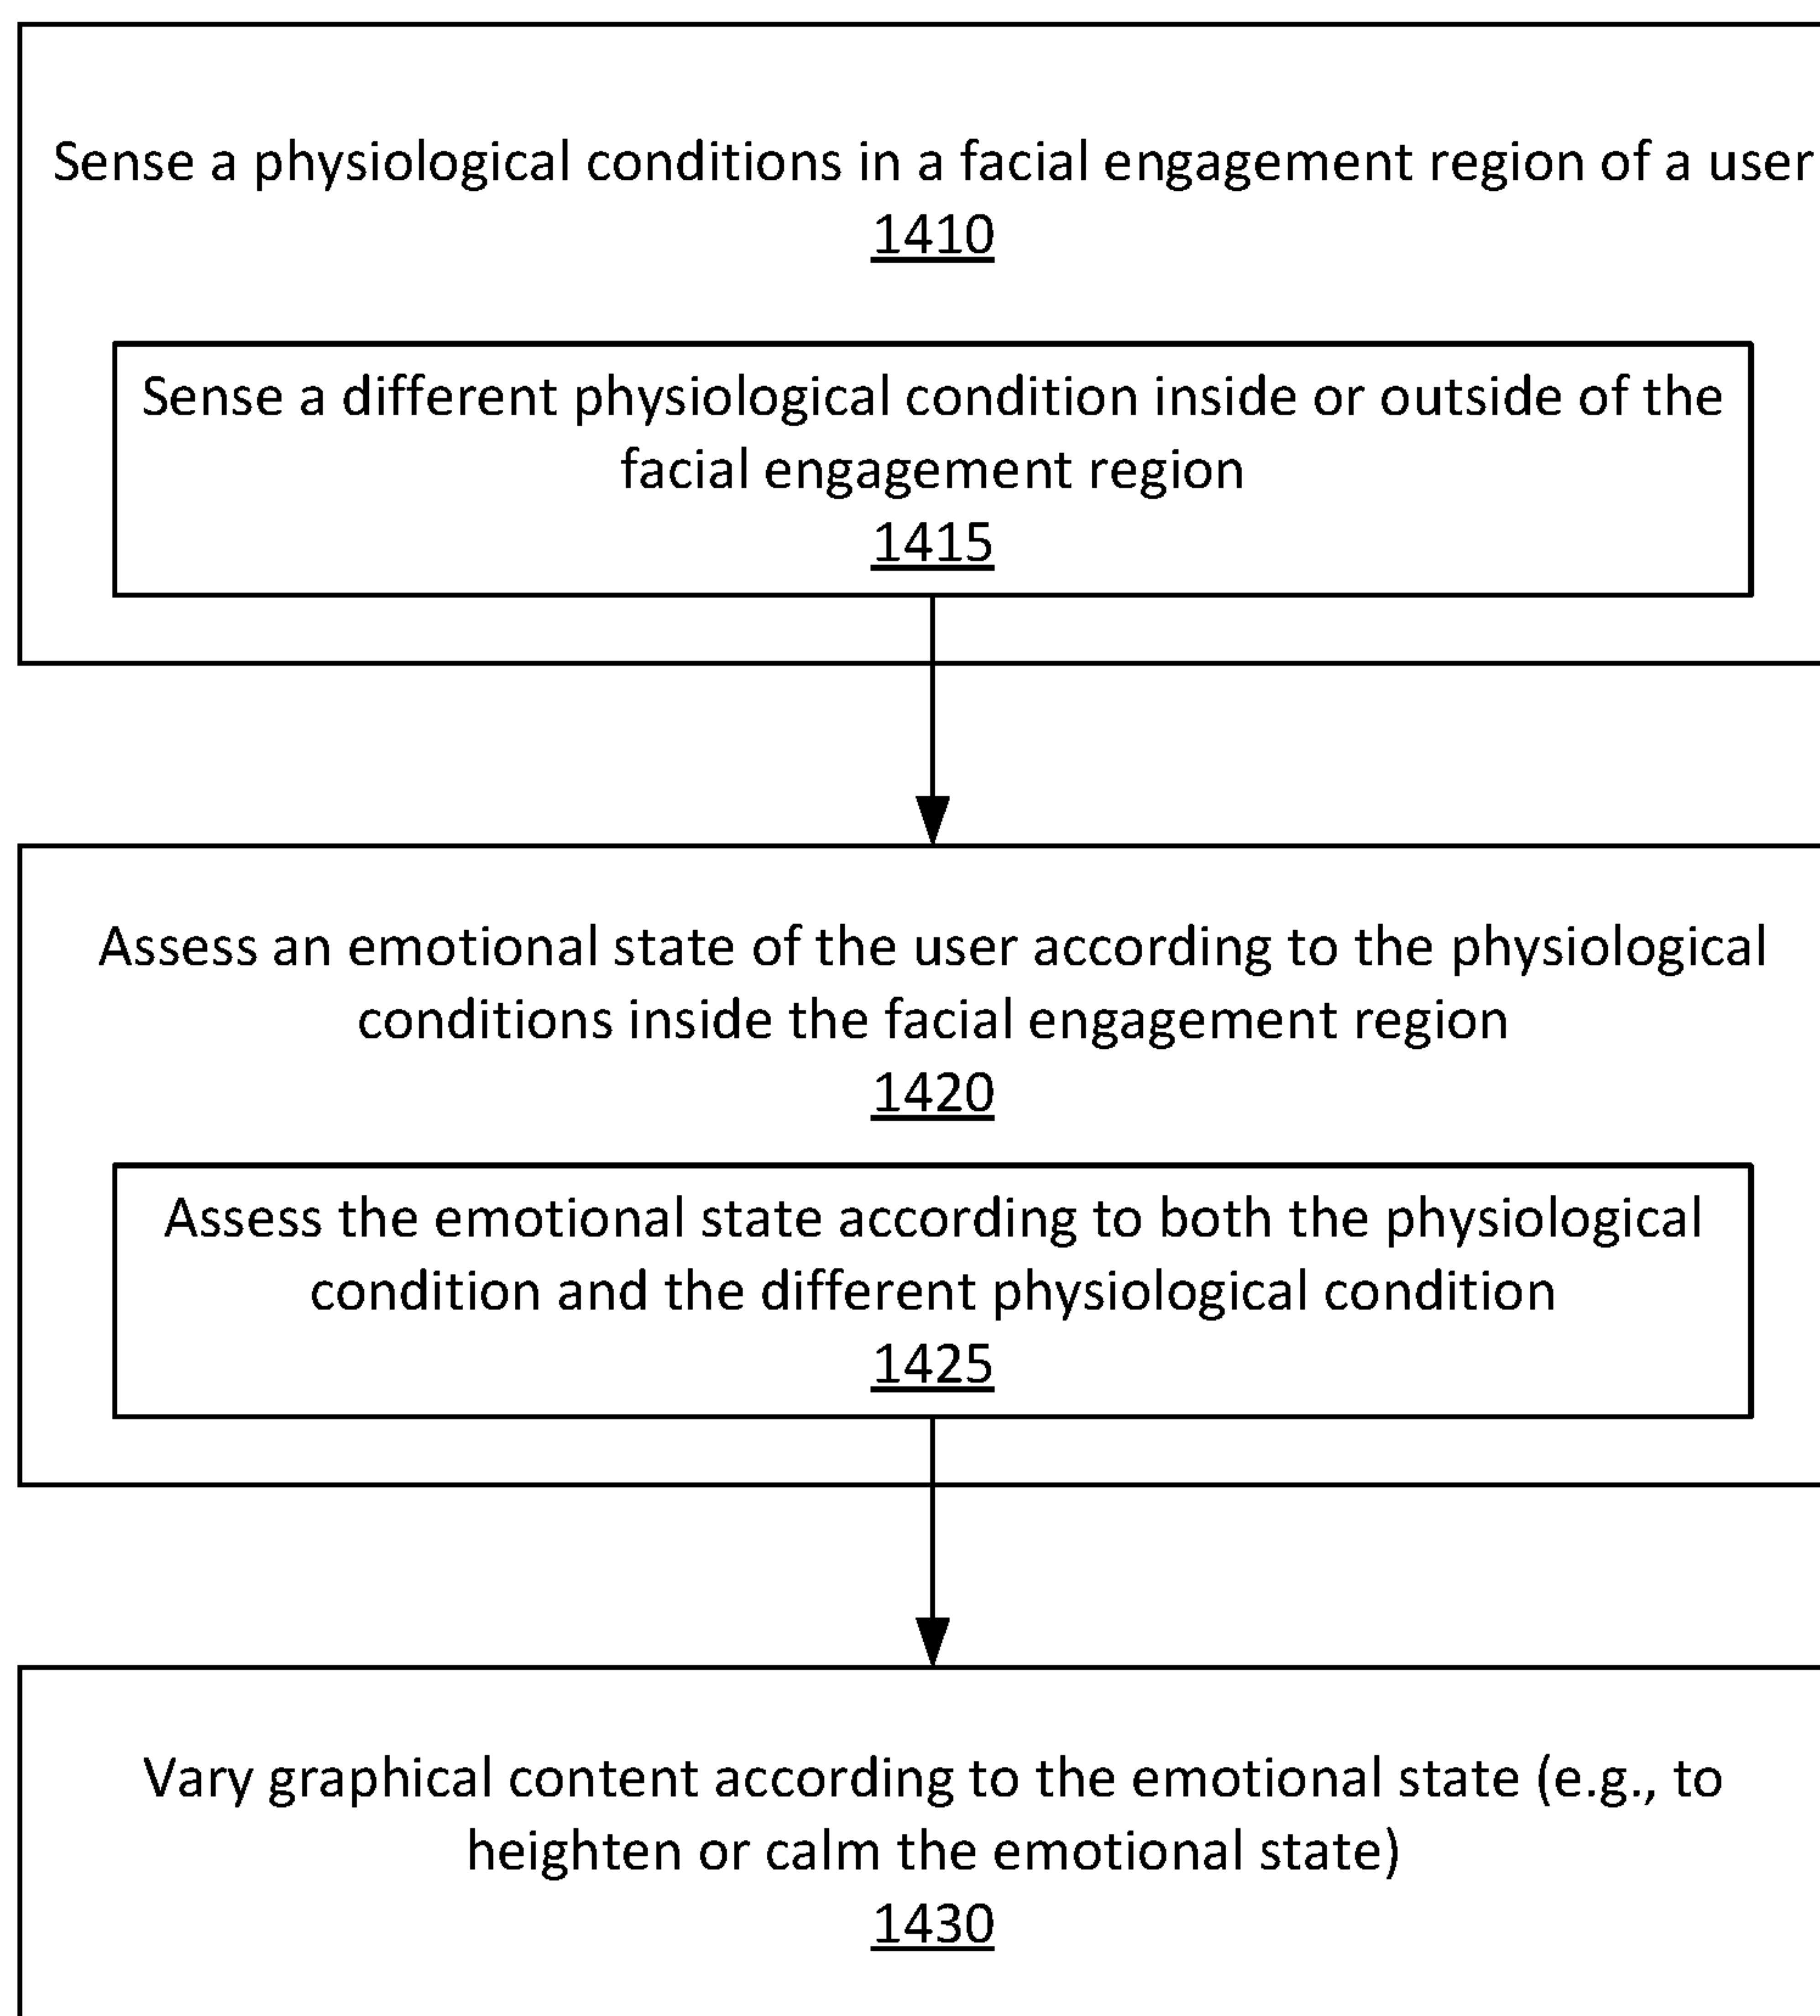 Sense a physiological conditions in a facial engagement region of a user
1410
Sense a different physiological condition inside or outside of the
facial engagement region
1415
Assess an emotional state of the user according to the physiological
conditions inside the facial engagement region
1420
Assess the emotional state according to both the physiological
condition and the different physiological condition
1425
Vary graphical content according to the emotional state (e.g., to
heighten or calm the emotional state)
1430